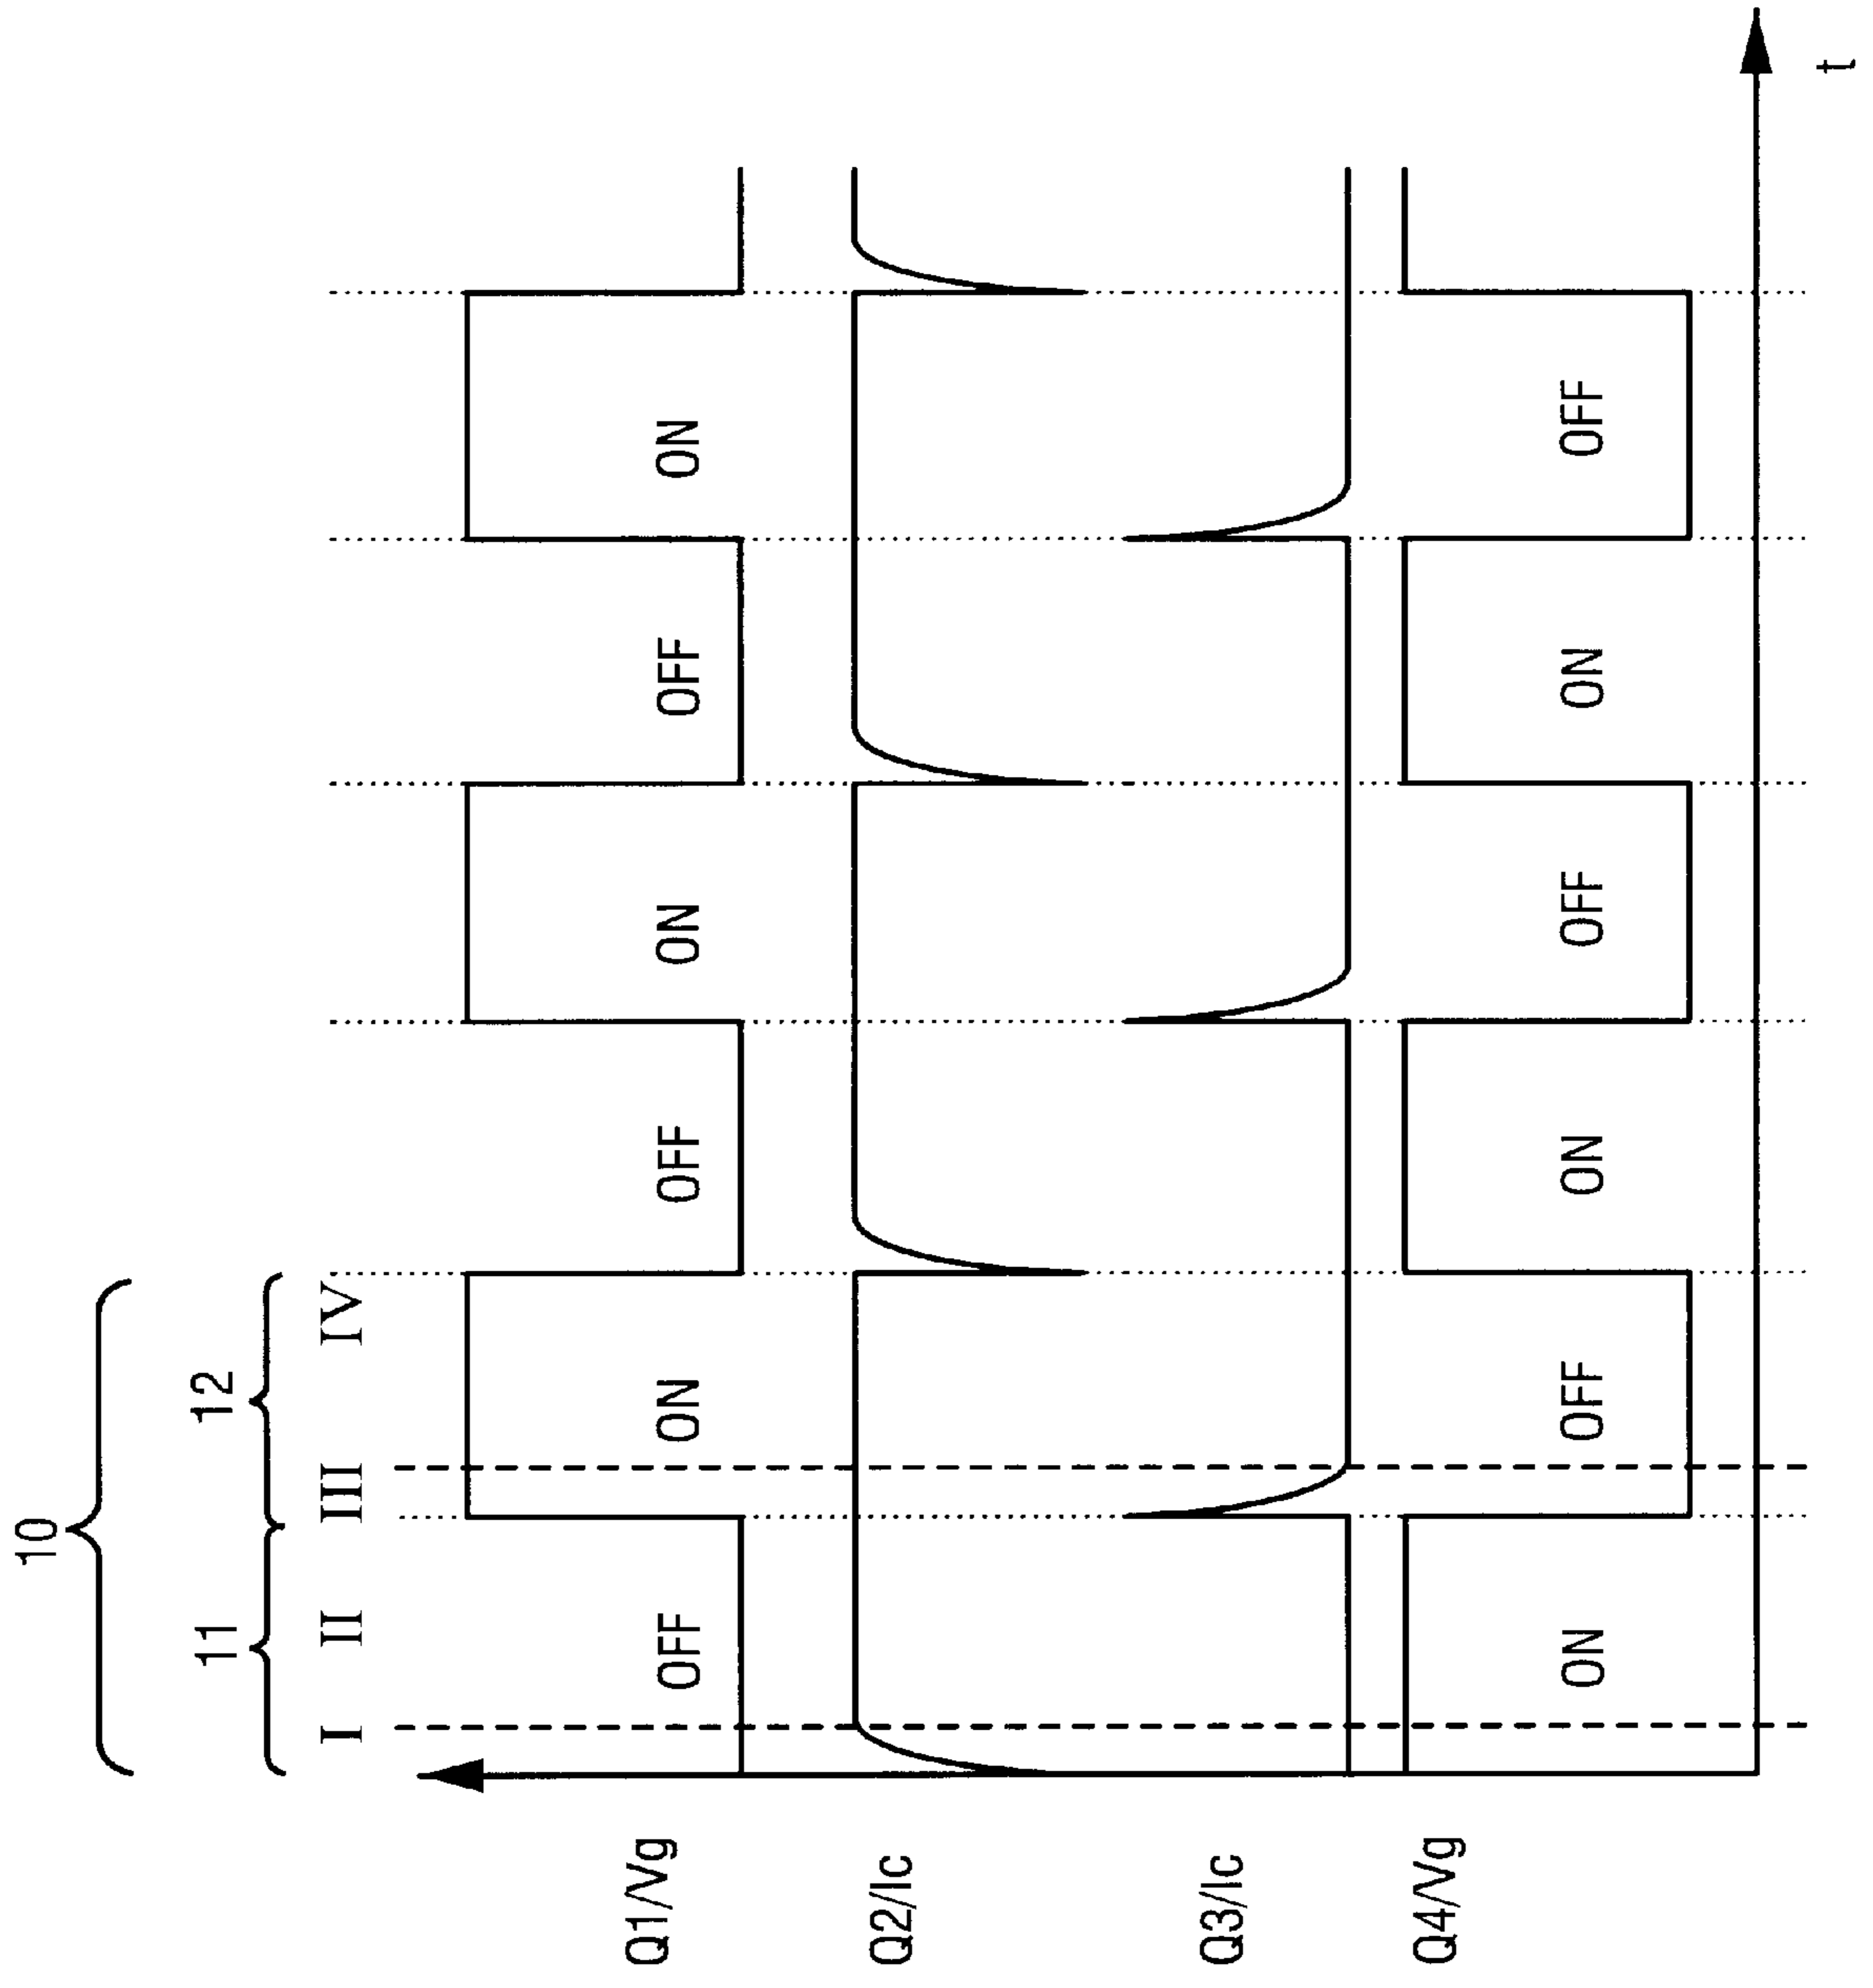 10
11 12
I II III IV
Q1/Vg OFF ON OFF ON OFF ON
Q2/Ic
Q3/Ic
Q4/Vg ON OFF ON OFF ON OFF
t